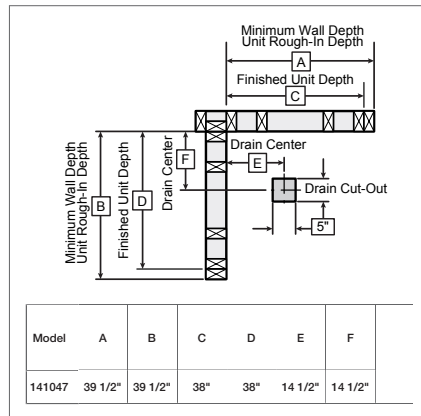 Minimum Wall Depth
Unit Rough-In Depth
A
Finished Unit Depth
C
Drain Center
E
F
Drain Center
Drain Cut-Out
5"
D
Finished Unit Depth
B
Minimum Wall Depth
Unit Rough-In Depth
Model A B C D E F
141047 39 1/2" 39 1/2" 38" 38" 14 1/2" 14 1/2"